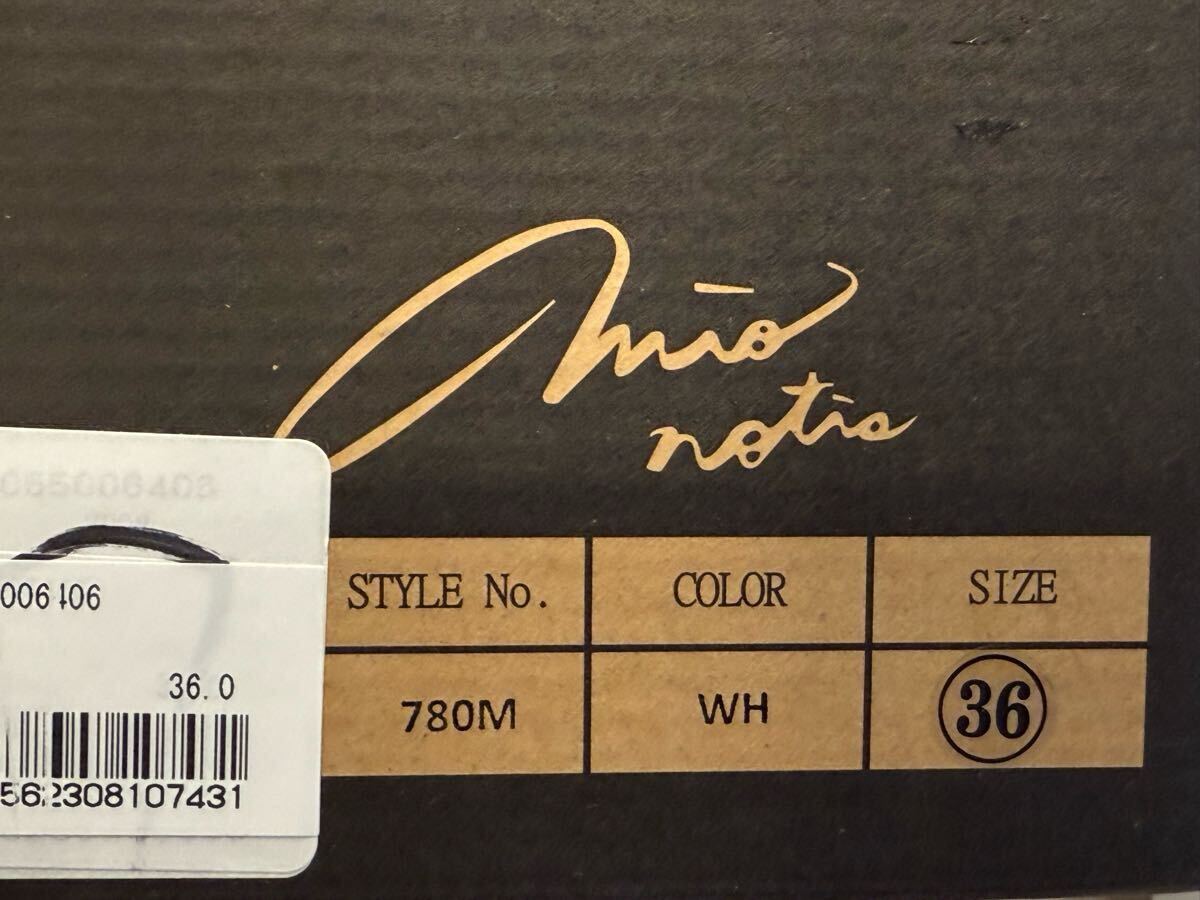 Mio
notis
006406
36.0
562308107431
STYLE No. COLOR SIZE
780M WH 36